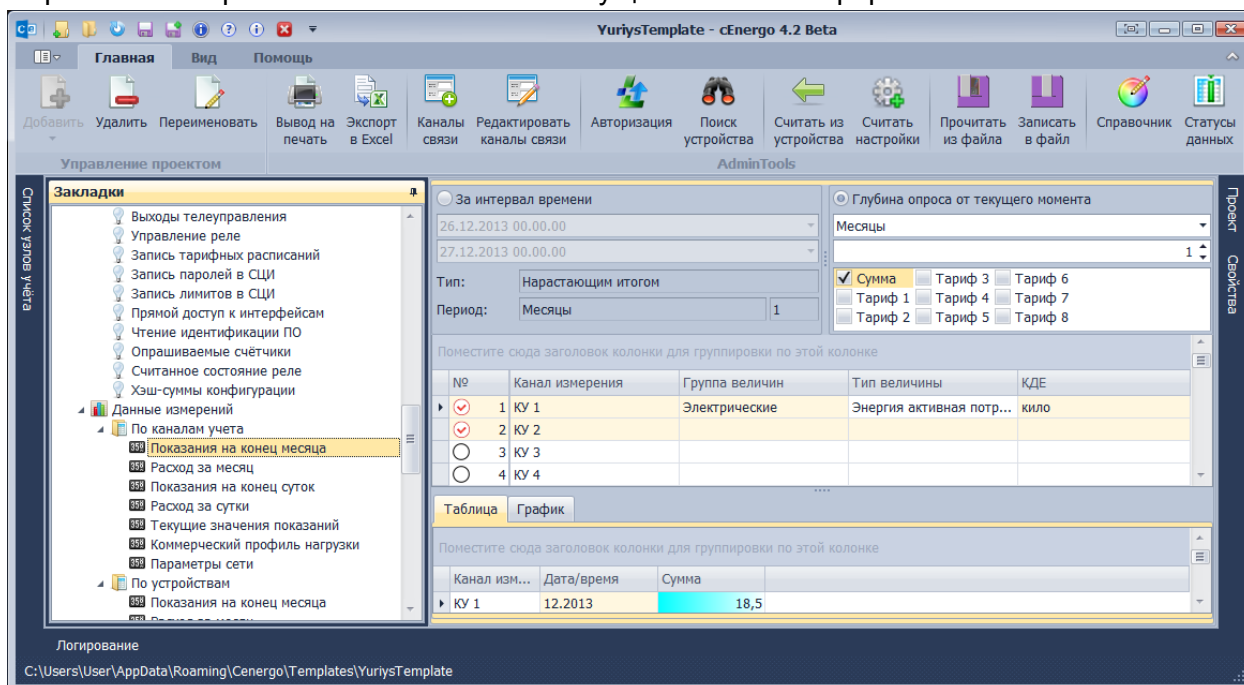 YuriysTemplate - cEnergo 4.2 Beta
Главная Вид Помощь
Добавить Удалить Переименовать Вывод на печать Экспорт в Excel Каналы связи Редактировать каналы связи Авторизация Поиск устройства Считать из устройства Считать настройки Прочитать из файла Записать в файл Справочник Статусы данных
Управление проектом AdminTools
Список узлов учёта
Закладки
Выходы телеуправления
Управление реле
Запись тарифных расписаний
Запись паролей в СЦИ
Запись лимитов в СЦИ
Прямой доступ к интерфейсам
Чтение идентификации ПО
Опрашиваемые счётчики
Считанное состояние реле
Хэш-суммы конфигурации
Данные измерений
По каналам учета
Показания на конец месяца
Расход за месяц
Показания на конец суток
Расход за сутки
Текущие значения показаний
Коммерческий профиль нагрузки
Параметры сети
По устройствам
Показания на конец месяца
За интервал времени
26.12.2013 00.00.00
27.12.2013 00.00.00
Тип: Нарастающим итогом
Период: Месяцы 1
Глубина опроса от текущего момента
Месяцы
1
Сумма Тариф 3 Тариф 6
Тариф 1 Тариф 4 Тариф 7
Тариф 2 Тариф 5 Тариф 8
Поместите сюда заголовок колонки для группировки по этой колонке
№ Канал измерения Группа величин Тип величины КДЕ
1 КУ 1 Электрические Энергия активная потр... кило
2 КУ 2
3 КУ 3
4 КУ 4
Таблица График
Поместите сюда заголовок колонки для группировки по этой колонке
Канал изм... Дата/время Сумма
КУ 1 12.2013 18,5
Проект
Свойства
Логирование
C:\Users\User\AppData\Roaming\Cenergo\Templates\YuriysTemplate